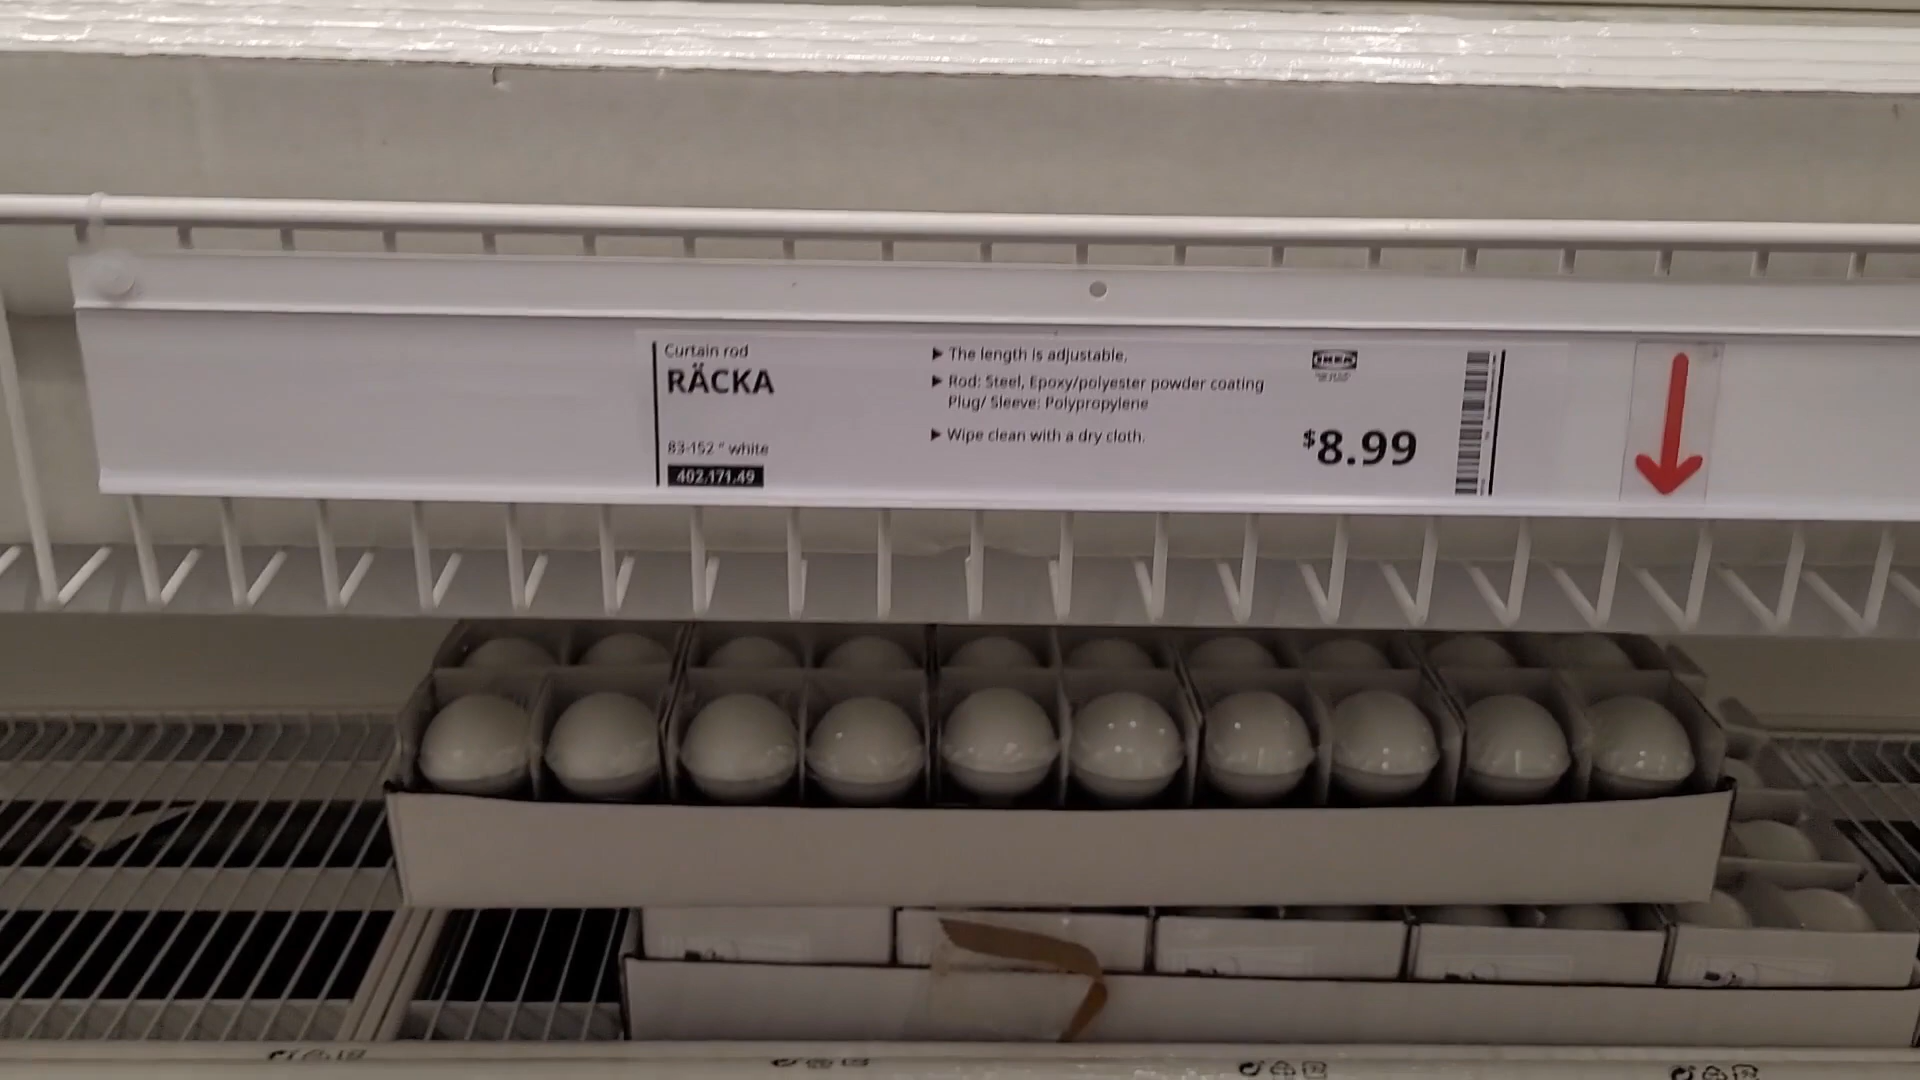 Curtain rod
RÄCKA
83-152 " white
402.171.49
► The length is adjustable.
► Rod: Steel, Epoxy/polyester powder coating
Plug/ Sleeve: Polypropylene
► Wipe clean with a dry cloth.
IKEA
$8.99